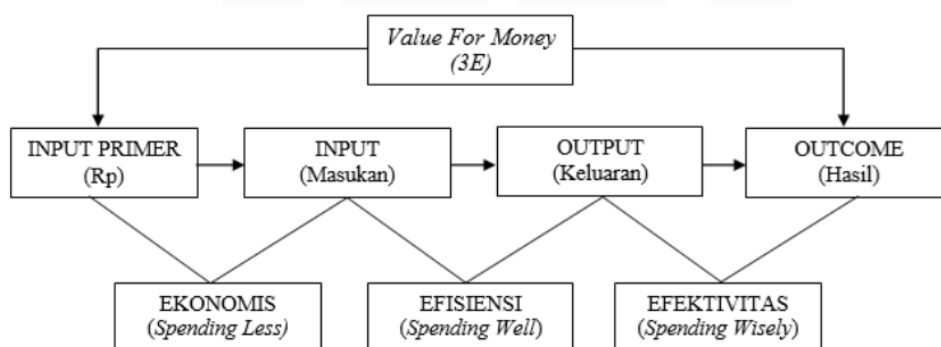 Value For Money
(3E)
INPUT PRIMER
(Rp)
INPUT
(Masukan)
OUTPUT
(Keluaran)
OUTCOME
(Hasil)
EKONOMIS
(Spending Less)
EFISIENSI
(Spending Well)
EFEKTIVITAS
(Spending Wisely)